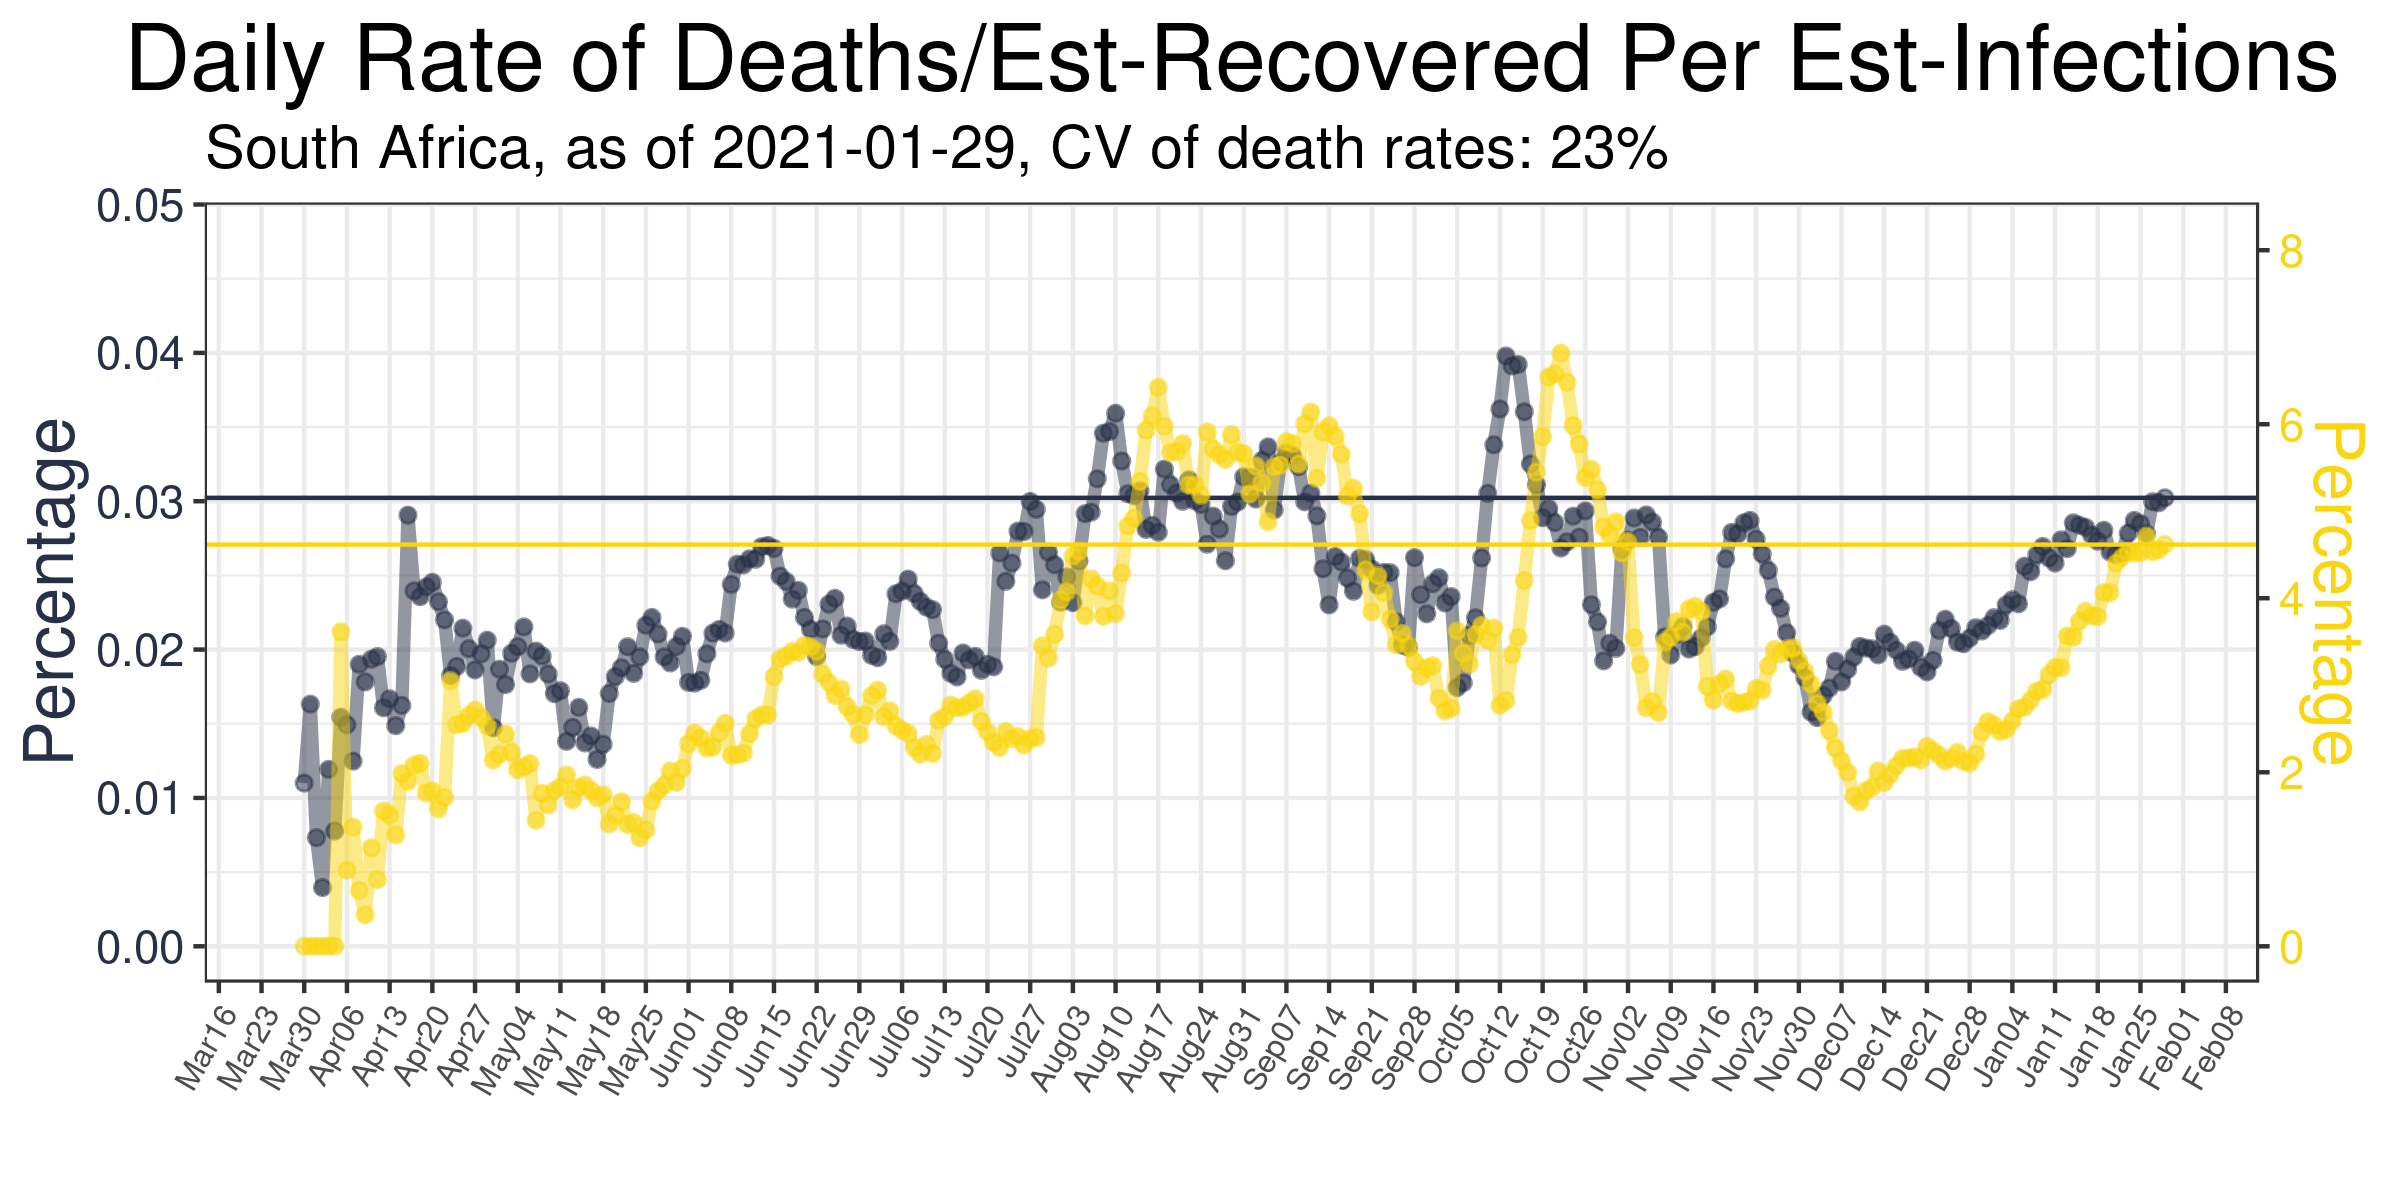 Daily Rate of Deaths/Est-Recovered Per Est-Infections
South Africa, as of 2021-01-29, CV of death rates: 23%
Percentage
0.05
0.04
0.03
0.02
0.01
0.00
8
6
4
2
0
Percentage
Mar16 Mar23 Mar30 Apr06 Apr13 Apr20 Apr27 May04 May11 May18 May25 Jun01 Jun08 Jun15 Jun22 Jun29 Jul06 Jul13 Jul20 Jul27 Aug03 Aug10 Aug17 Aug24 Aug31 Sep07 Sep14 Sep21 Sep28 Oct05 Oct12 Oct19 Oct26 Nov02 Nov09 Nov16 Nov23 Nov30 Dec07 Dec14 Dec21 Dec28 Jan04 Jan11 Jan18 Jan25 Feb01 Feb08